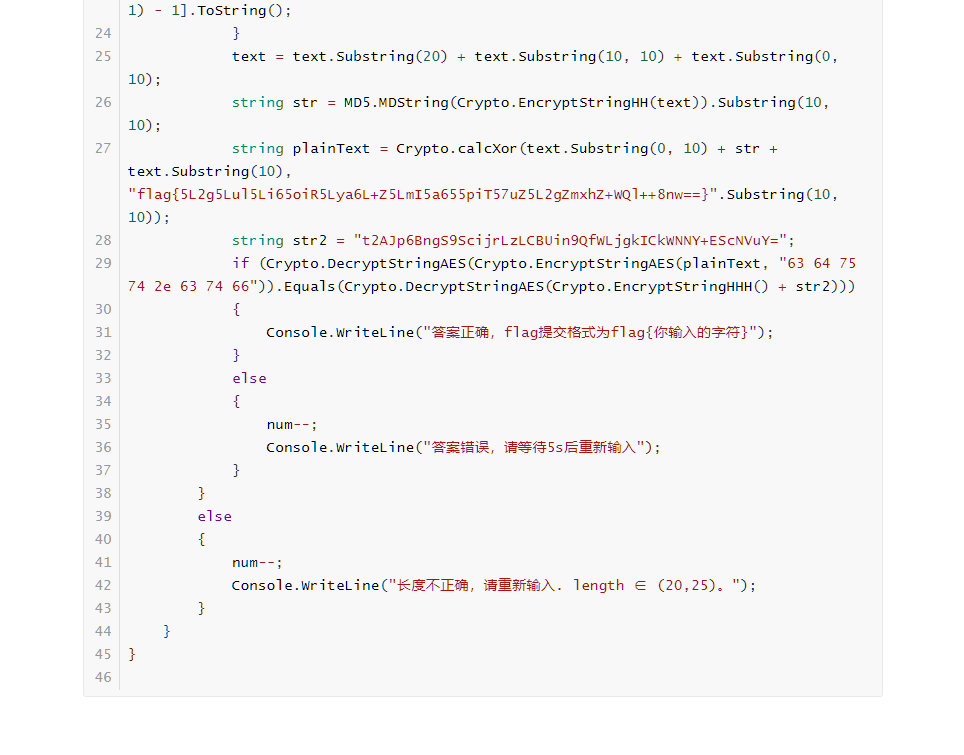 1) - 1].ToString();
24 }
25 text = text.Substring(20) + text.Substring(10, 10) + text.Substring(0,
10);
26 string str = MD5.MDString(Crypto.EncryptStringHH(text)).Substring(10,
10);
27 string plainText = Crypto.calcXor(text.Substring(0, 10) + str +
text.Substring(10),
"flag{5L2g5Lul5Li65oiR5Lya6L+Z5LmI5a655piT57uZ5L2gZmxhZ+WQl++8nw==}".Substring(10,
10));
28 string str2 = "t2AJp6BngS9ScijrLzLCBUin9QfWLjgkICkWNNY+EScNVuY=";
29 if (Crypto.DecryptStringAES(Crypto.EncryptStringAES(plainText, "63 64 75
74 2e 63 74 66")).Equals(Crypto.DecryptStringAES(Crypto.EncryptStringHHH() + str2)))
30 {
31 Console.WriteLine("答案正确，flag提交格式为flag{你输入的字符}");
32 }
33 else
34 {
35 num--;
36 Console.WriteLine("答案错误，请等待5s后重新输入");
37 }
38 }
39 else
40 {
41 num--;
42 Console.WriteLine("长度不正确，请重新输入. length ∈ (20,25)。");
43 }
44 }
45 }
46